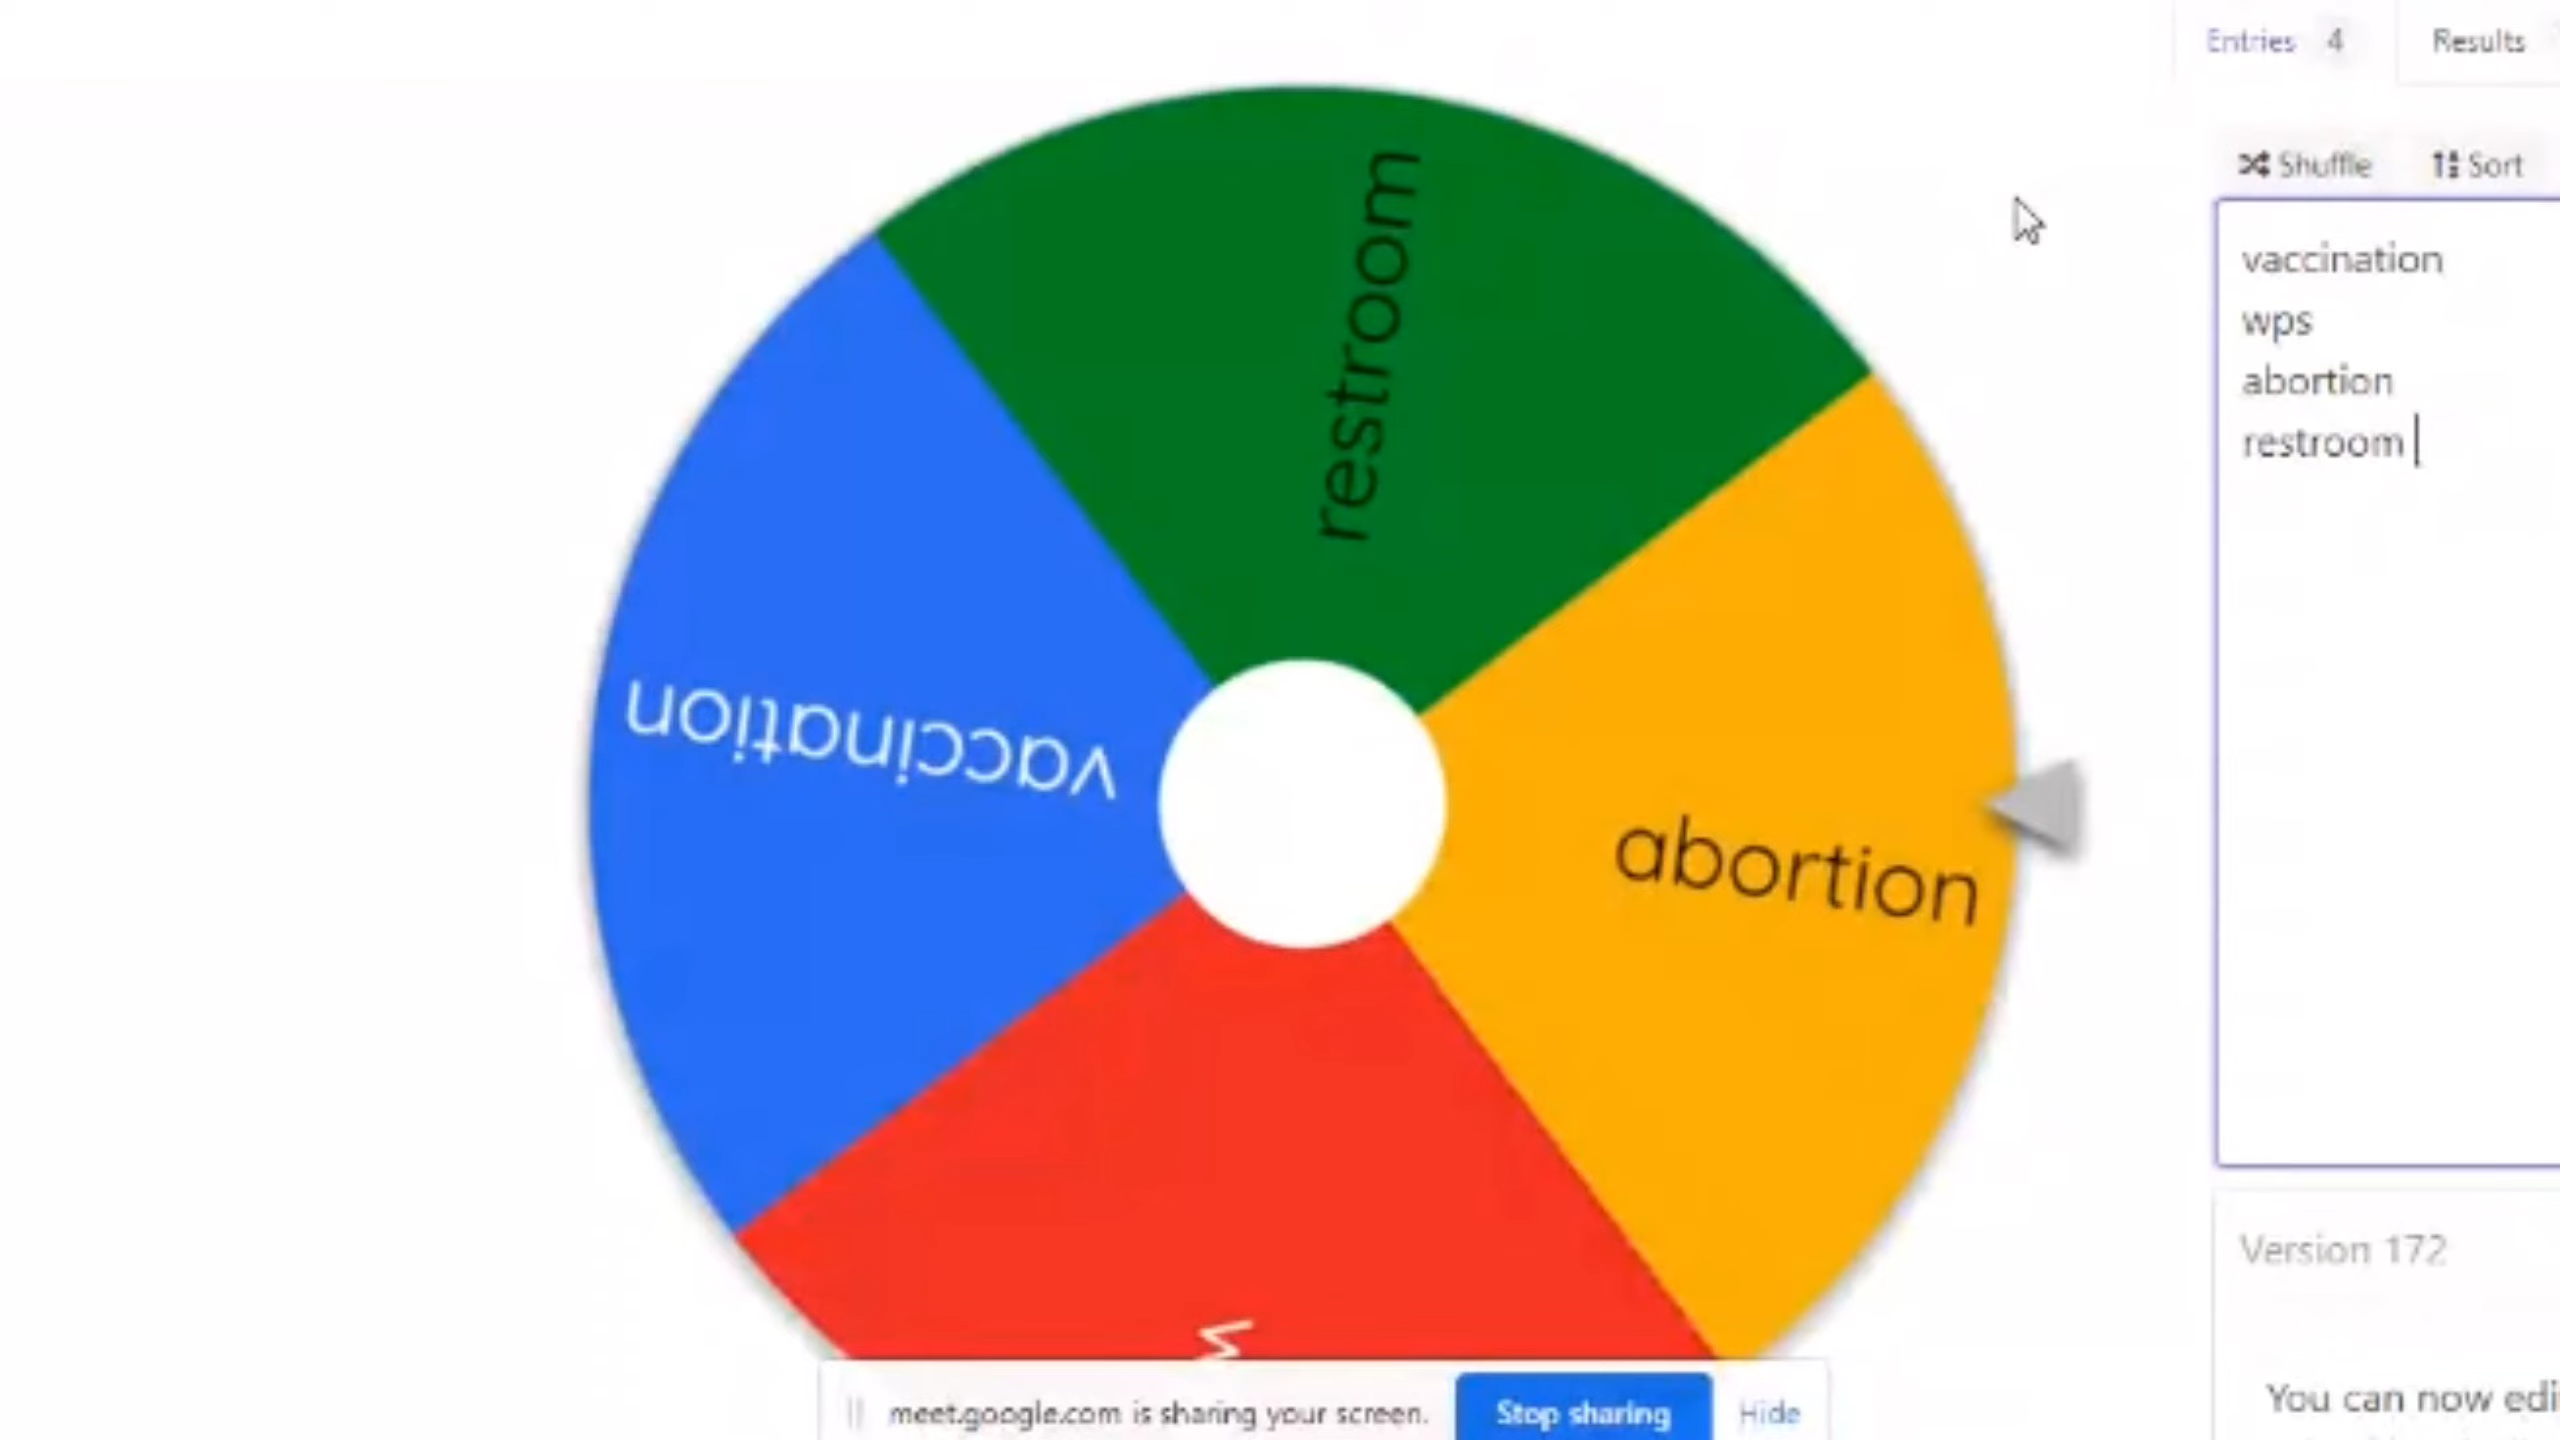 Entries 4
Results
Shuffle
Sort
vaccination
wps
abortion
restroom
restroom
vaccination
abortion
w
Version 172
You can now edi
meet.google.com is sharing your screen.
Stop sharing
Hide